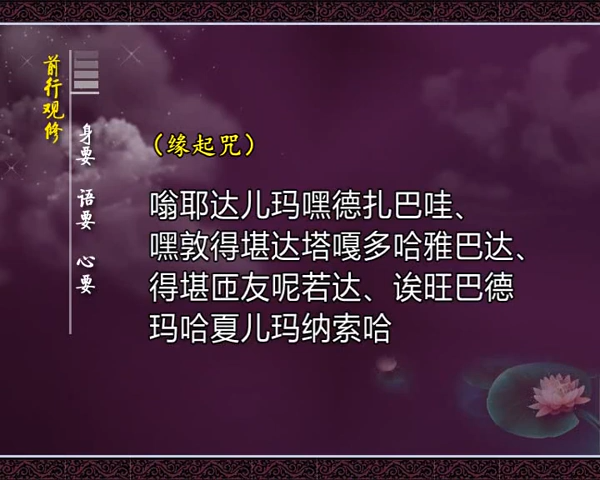 前行观修
身要 语要 心要
（缘起咒）
嗡耶达儿玛嘿德扎巴哇、
嘿敦得堪达塔嘎多哈雅巴达、
得堪匝友呢若达、诶旺巴德
玛哈夏儿玛纳索哈